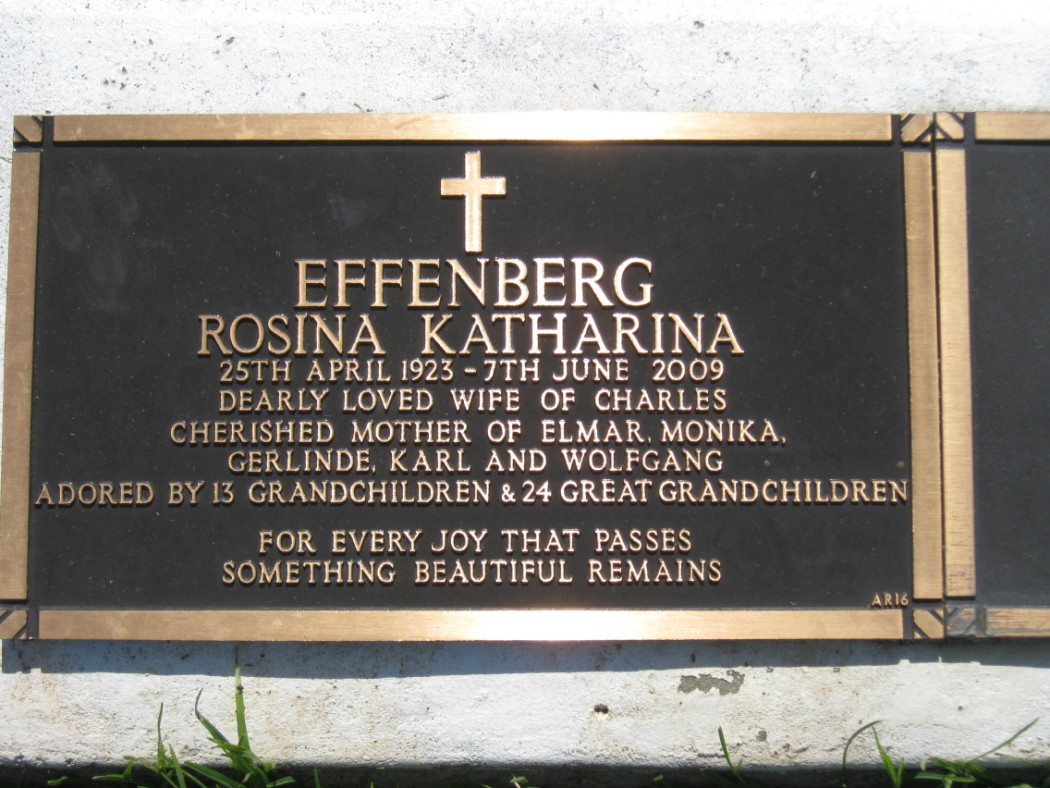 EFFENBERG
ROSINA KATHARINA
25TH APRIL 1923 - 7TH JUNE 2009
DEARLY LOVED WIFE OF CHARLES
CHERISHED MOTHER OF ELMAR, MONIKA,
GERLINDE, KARL AND WOLFGANG
ADORED BY 13 GRANDCHILDREN & 24 GREAT GRANDCHILDREN
FOR EVERY JOY THAT PASSES
SOMETHING BEAUTIFUL REMAINS
AR16